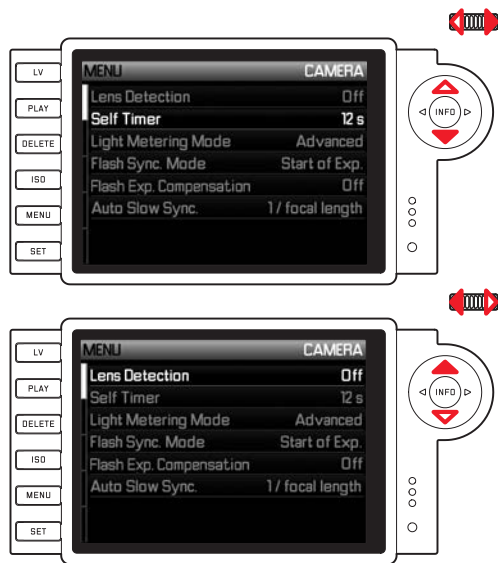 LV
PLAY
DELETE
ISO
MENU
SET
MENU CAMERA
Lens Detection Off
Self Timer 12 s
Light Metering Mode Advanced
Flash Sync. Mode Start of Exp.
Flash Exp. Compensation Off
Auto Slow Sync. 1/ focal length
INFO
LV
PLAY
DELETE
ISO
MENU
SET
MENU CAMERA
Lens Detection Off
Self Timer 12 s
Light Metering Mode Advanced
Flash Sync. Mode Start of Exp.
Flash Exp. Compensation Off
Auto Slow Sync. 1/ focal length
INFO